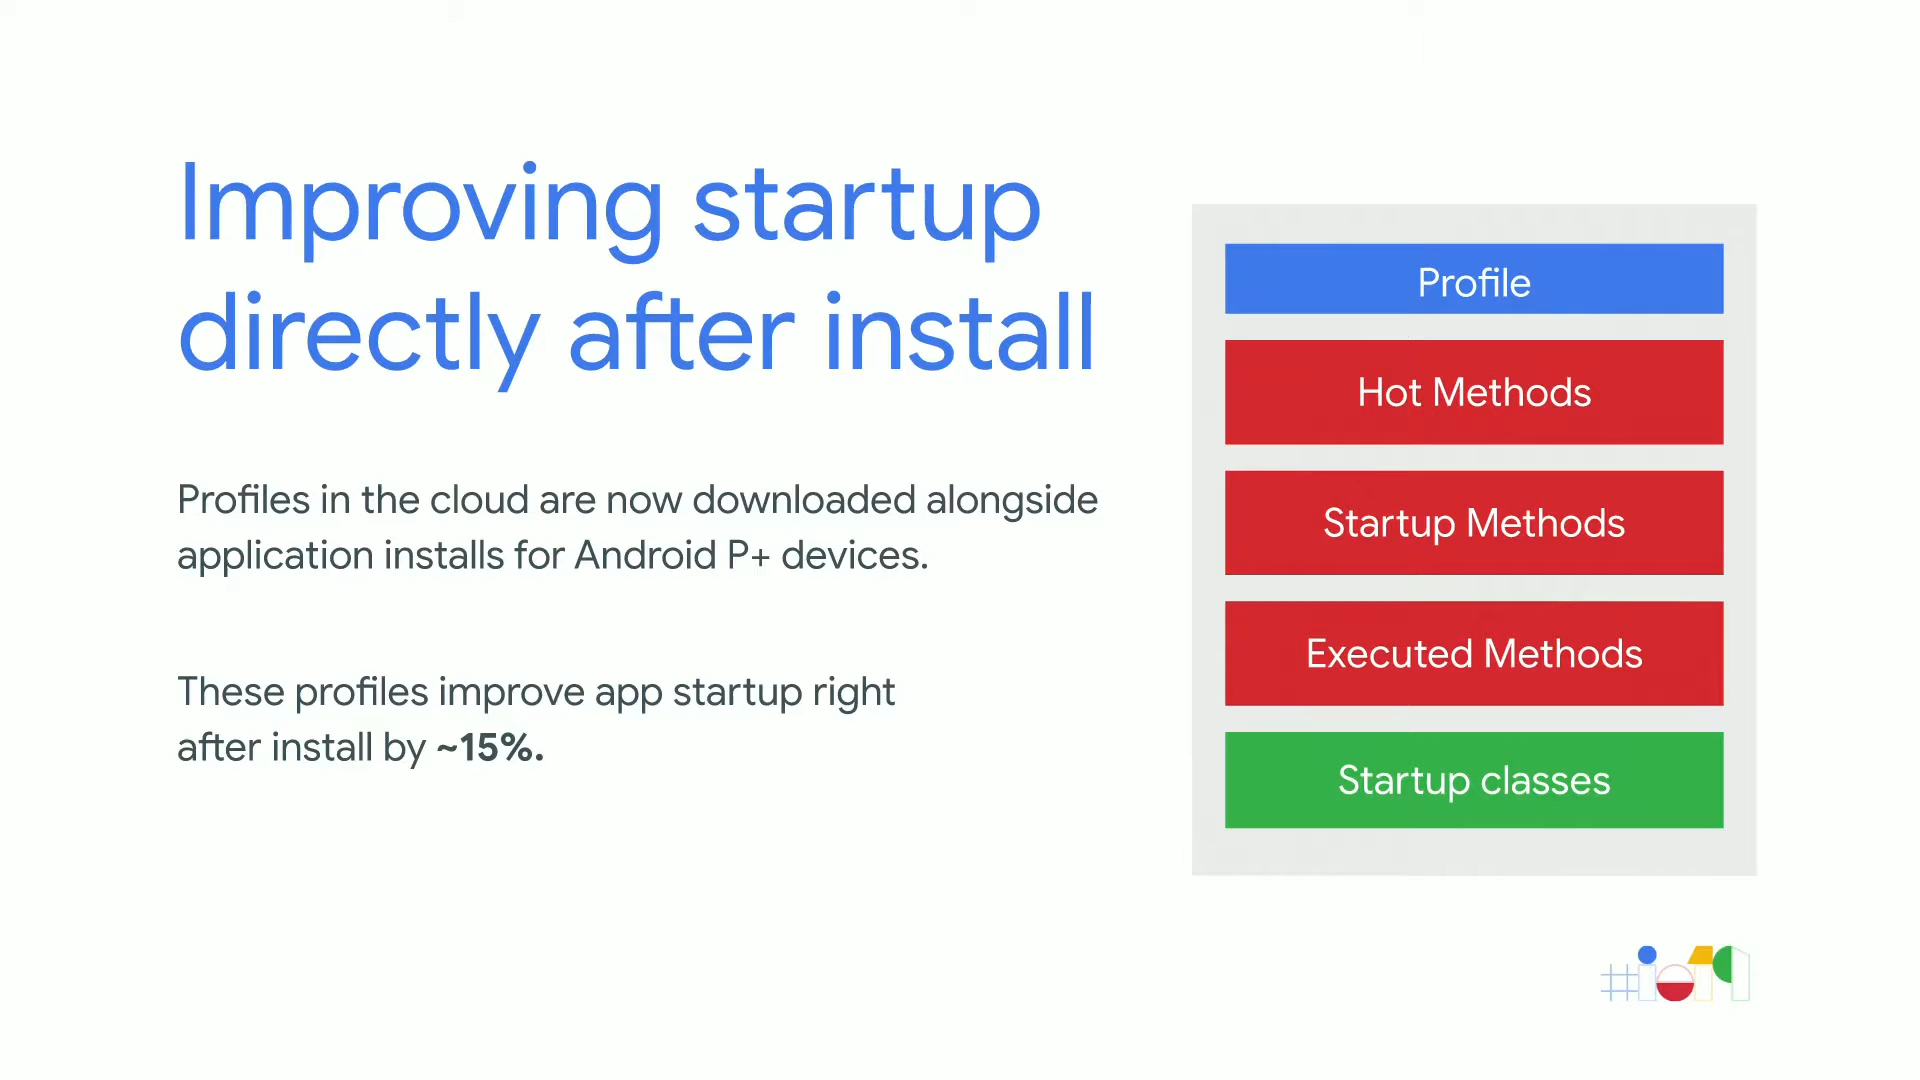 Improving startup
directly after install
Profiles in the cloud are now downloaded alongside
application installs for Android P+ devices.
These profiles improve app startup right
after install by ~15%.
Profile
Hot Methods
Startup Methods
Executed Methods
Startup classes
#io19